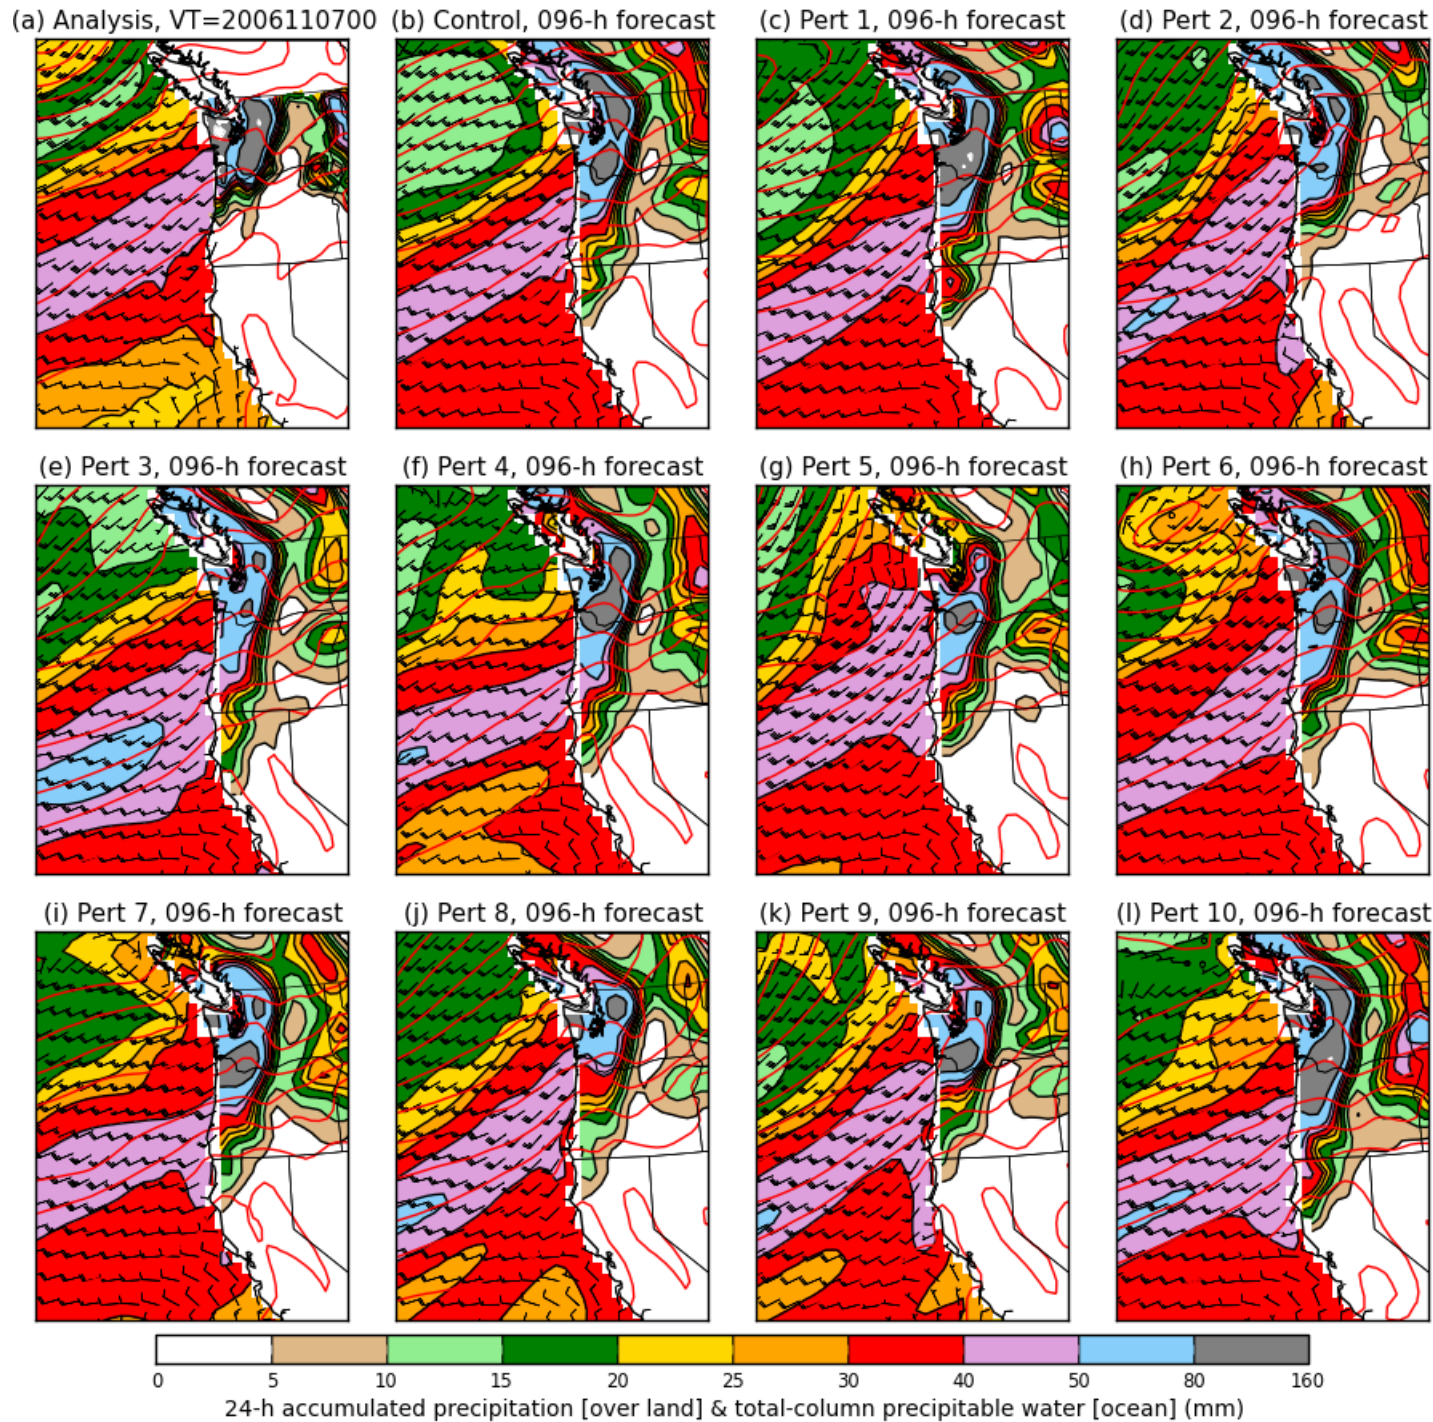 (a) Analysis, VT=2006110700
(b) Control, 096-h forecast
(c) Pert 1, 096-h forecast
(d) Pert 2, 096-h forecast
(e) Pert 3, 096-h forecast
(f) Pert 4, 096-h forecast
(g) Pert 5, 096-h forecast
(h) Pert 6, 096-h forecast
(i) Pert 7, 096-h forecast
(j) Pert 8, 096-h forecast
(k) Pert 9, 096-h forecast
(l) Pert 10, 096-h forecast
0 5 10 15 20 25 30 40 50 80 160
24-h accumulated precipitation [over land] & total-column precipitable water [ocean] (mm)